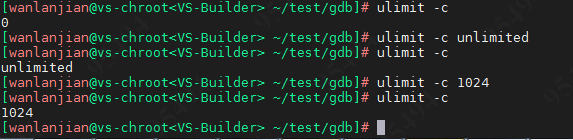 [wanlanjian@vs-chroot<VS-Builder> ~/test/gdb]# ulimit -c
0
[wanlanjian@vs-chroot<VS-Builder> ~/test/gdb]# ulimit -c unlimited
[wanlanjian@vs-chroot<VS-Builder> ~/test/gdb]# ulimit -c
unlimited
[wanlanjian@vs-chroot<VS-Builder> ~/test/gdb]# ulimit -c 1024
[wanlanjian@vs-chroot<VS-Builder> ~/test/gdb]# ulimit -c
1024
[wanlanjian@vs-chroot<VS-Builder> ~/test/gdb]#